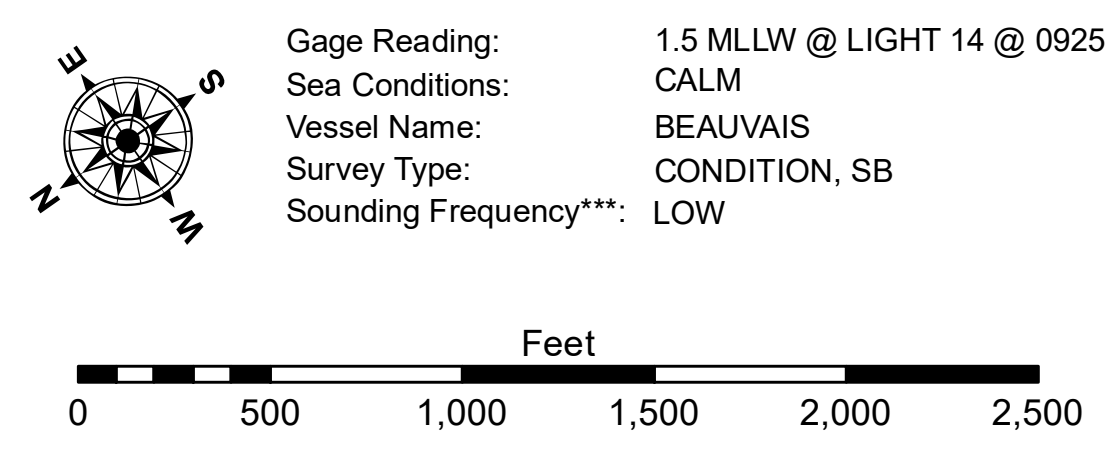 E
S
N
W
Gage Reading: 1.5 MLLW @ LIGHT 14 @ 0925
Sea Conditions: CALM
Vessel Name: BEAUVAIS
Survey Type: CONDITION, SB
Sounding Frequency***: LOW
Feet
0 500 1,000 1,500 2,000 2,500